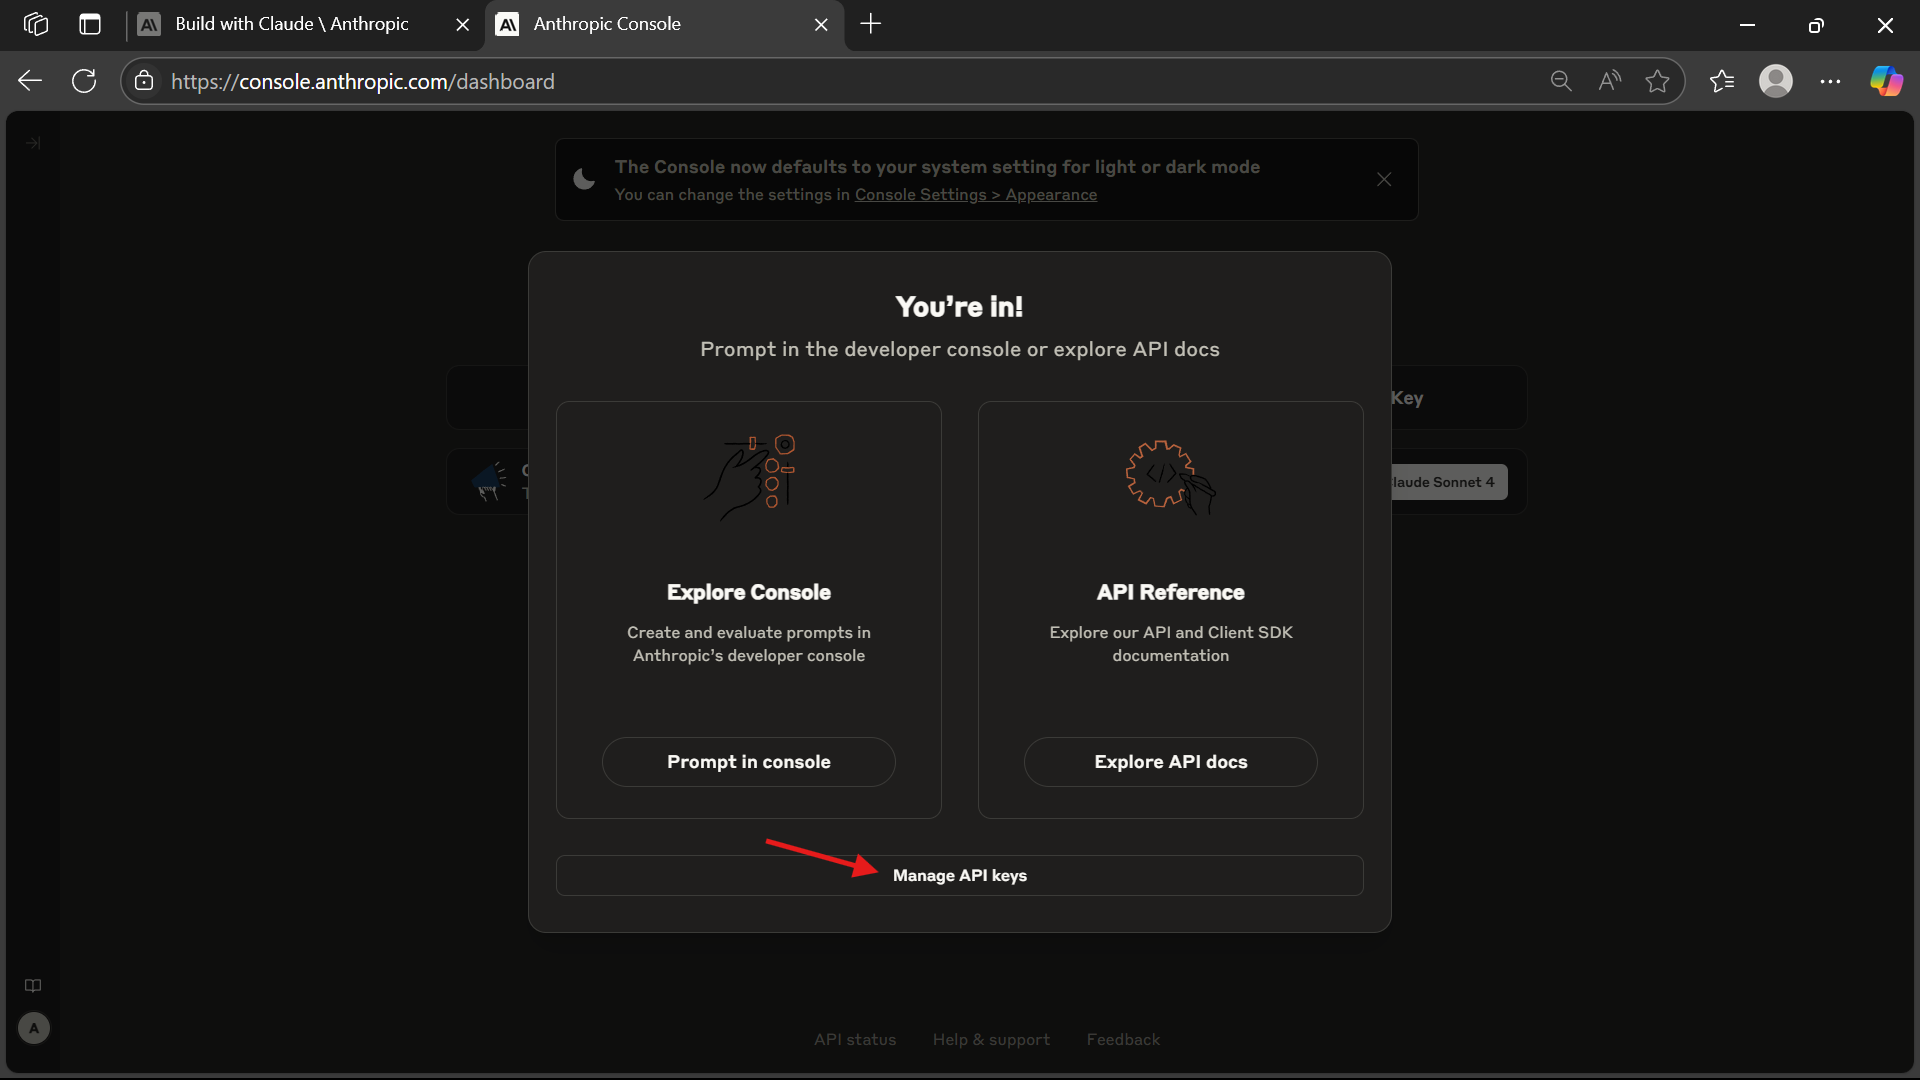 Build with Claude \ Anthropic
Anthropic Console
https://console.anthropic.com/dashboard
The Console now defaults to your system setting for light or dark mode
You can change the settings in Console Settings > Appearance
You're in!
Prompt in the developer console or explore API docs
Key
Claude Sonnet 4
Explore Console
Create and evaluate prompts in
Anthropic's developer console
Prompt in console
API Reference
Explore our API and Client SDK
documentation
Explore API docs
Manage API keys
A
API status
Help & support
Feedback